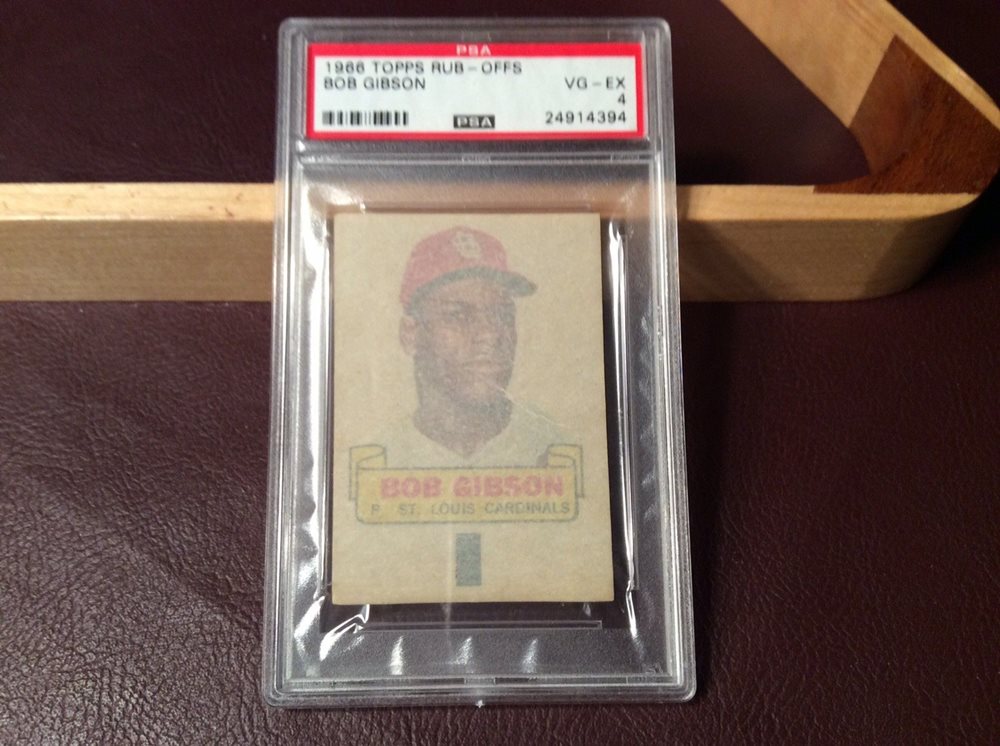 PSA
1966 TOPPS RUB-OFFS
BOB GIBSON VG-EX
4
PSA 24914394
BOB GIBSON
P ST. LOUIS CARDINALS